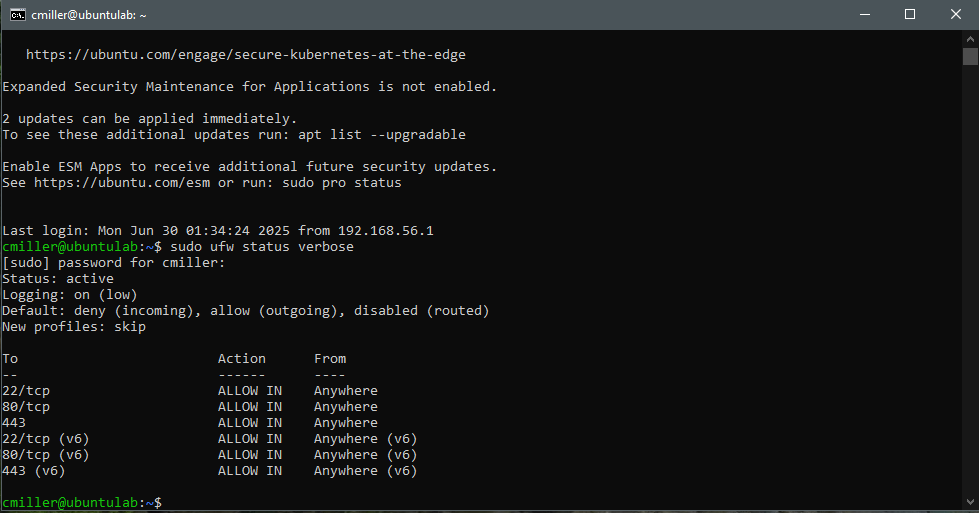 cmiller@ubuntulab: ~
https://ubuntu.com/engage/secure-kubernetes-at-the-edge
Expanded Security Maintenance for Applications is not enabled.
2 updates can be applied immediately.
To see these additional updates run: apt list --upgradable
Enable ESM Apps to receive additional future security updates.
See https://ubuntu.com/esm or run: sudo pro status
Last login: Mon Jun 30 01:34:24 2025 from 192.168.56.1
cmiller@ubuntulab:~$ sudo ufw status verbose
[sudo] password for cmiller:
Status: active
Logging: on (low)
Default: deny (incoming), allow (outgoing), disabled (routed)
New profiles: skip
To                         Action      From
--                         ------      ----
22/tcp                     ALLOW IN    Anywhere
80/tcp                     ALLOW IN    Anywhere
443                        ALLOW IN    Anywhere
22/tcp (v6)                ALLOW IN    Anywhere (v6)
80/tcp (v6)                ALLOW IN    Anywhere (v6)
443 (v6)                   ALLOW IN    Anywhere (v6)
cmiller@ubuntulab:~$